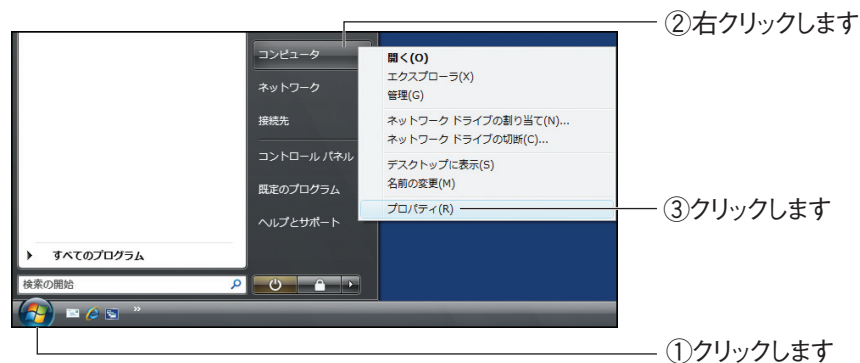 ②右クリックします
コンピュータ
ネットワーク
接続先
コントロール パネル
既定のプログラム
ヘルプとサポート
開く(O)
エクスプローラ(X)
管理(G)
ネットワーク ドライブの割り当て(N)...
ネットワーク ドライブの切断(C)...
デスクトップに表示(S)
名前の変更(M)
プロパティ(R)
③クリックします
すべてのプログラム
検索の開始
①クリックします